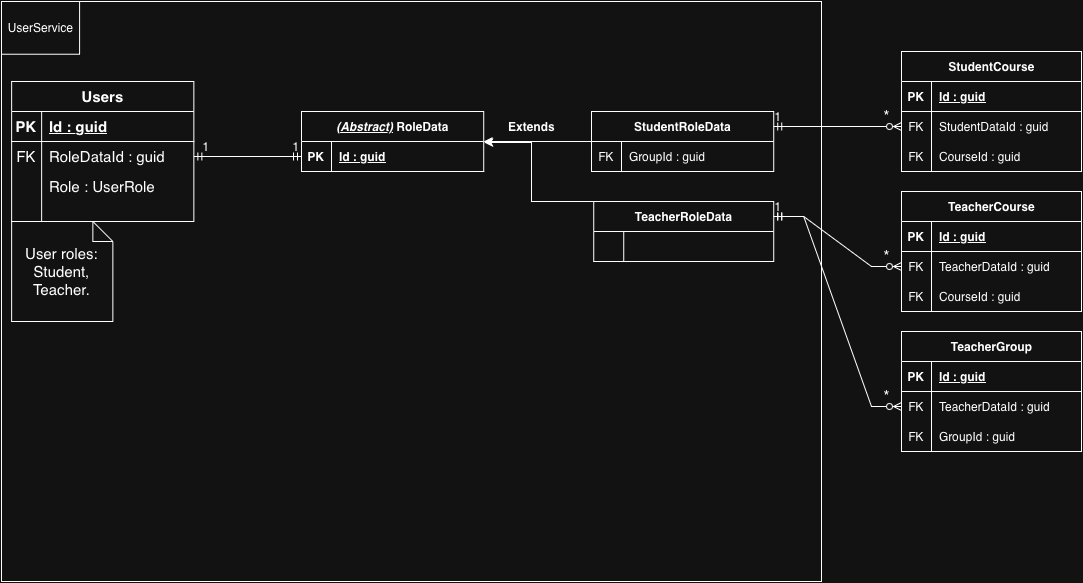 UserService
Users
PK Id : guid
FK RoleDataId : guid
Role : UserRole
User roles:
Student,
Teacher.
1
1
(Abstract) RoleData
PK Id : guid
Extends
StudentRoleData
FK GroupId : guid
1
TeacherRoleData
1
*
StudentCourse
PK Id : guid
FK StudentDataId : guid
FK CourseId : guid
*
TeacherCourse
PK Id : guid
FK TeacherDataId : guid
FK CourseId : guid
*
TeacherGroup
PK Id : guid
FK TeacherDataId : guid
FK GroupId : guid